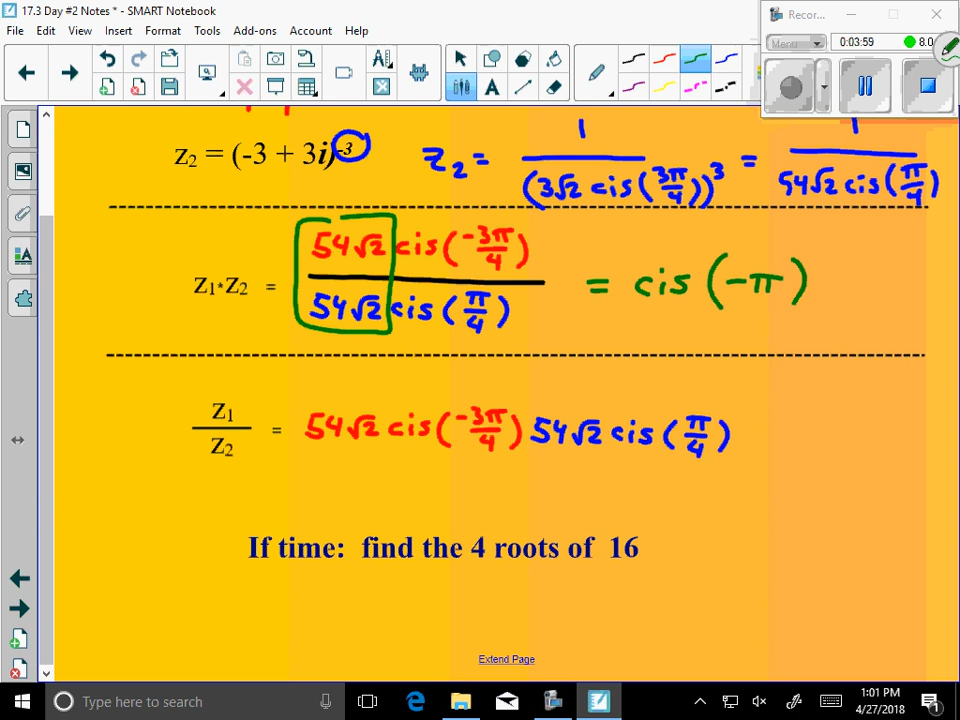 17.3 Day #2 Notes * - SMART Notebook
Recor...
File Edit View Insert Format Tools Add-ons Account Help
Menu
0:03:59
8.0
z₂ = (-3 + 3i)⁻³
z₂ = 1/(3√2 cis(3π/4))³ = 1/54√2 cis(π/4)
z₁*z₂ = 54√2 cis(-3π/4)/54√2 cis(π/4) = cis(-π)
z₁/z₂ = 54√2 cis(-3π/4) 54√2 cis(π/4)
If time: find the 4 roots of 16
Extend Page
Type here to search
1:01 PM
4/27/2018
1